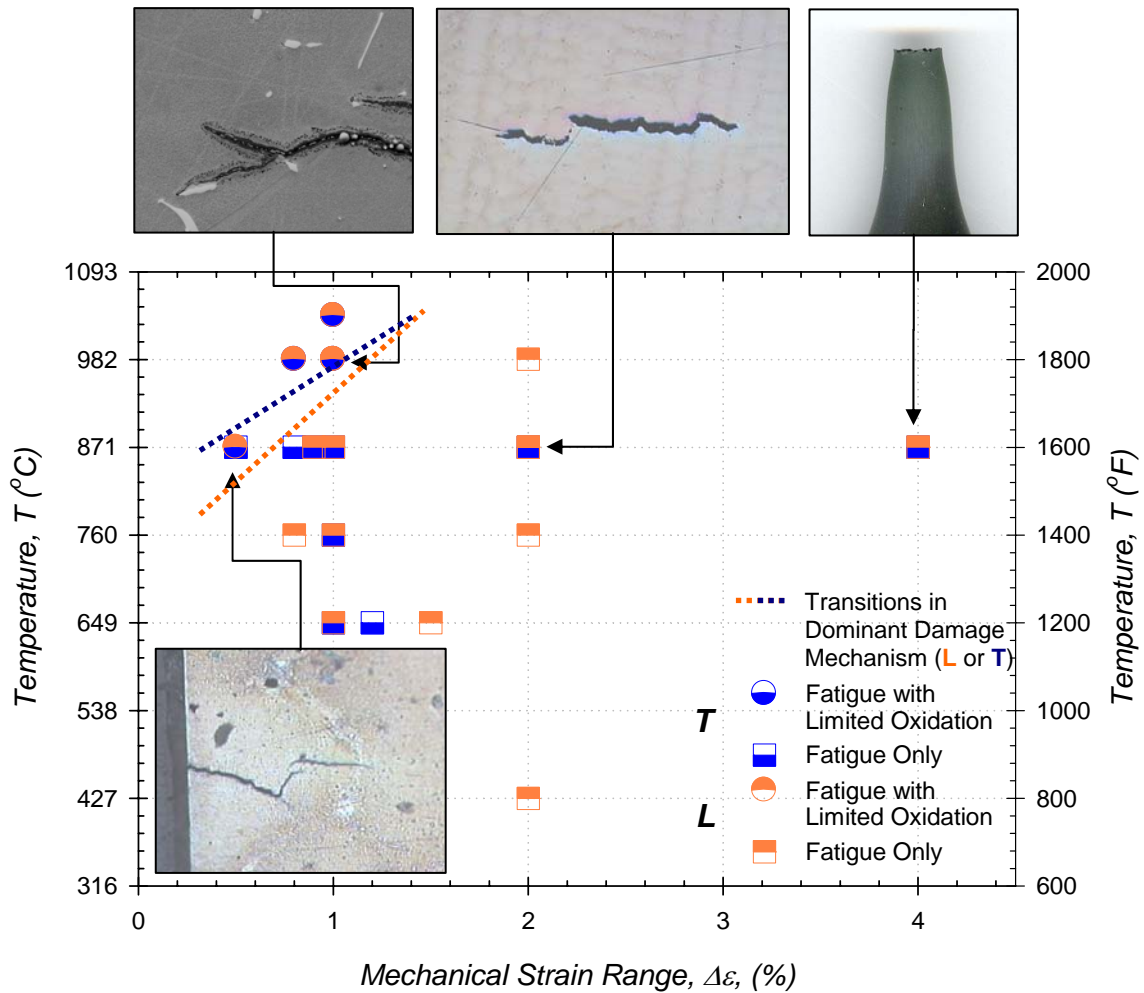 1093
982
871
760
649
538
427
316
Temperature, T (°C)
2000
1800
1600
1400
1200
1000
800
600
Temperature, T (°F)
Transitions in
Dominant Damage
Mechanism (L or T)
T
Fatigue with
Limited Oxidation
Fatigue Only
L
Fatigue with
Limited Oxidation
Fatigue Only
0 1 2 3 4
Mechanical Strain Range, Δε, (%)